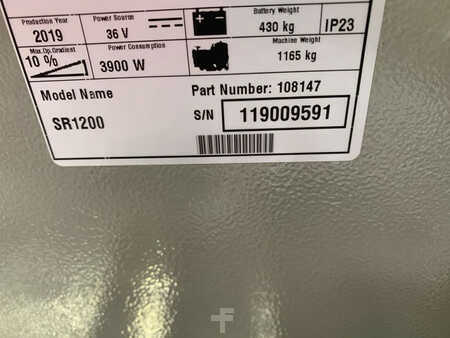 Production Year Power Source Battery Weight
2019 36 V 430 kg IP23
Max.Op.Gradient Power Consumption Machine Weight
10 % 3900 W 1165 kg
Model Name Part Number: 108147
SR1200 S/N 119009591